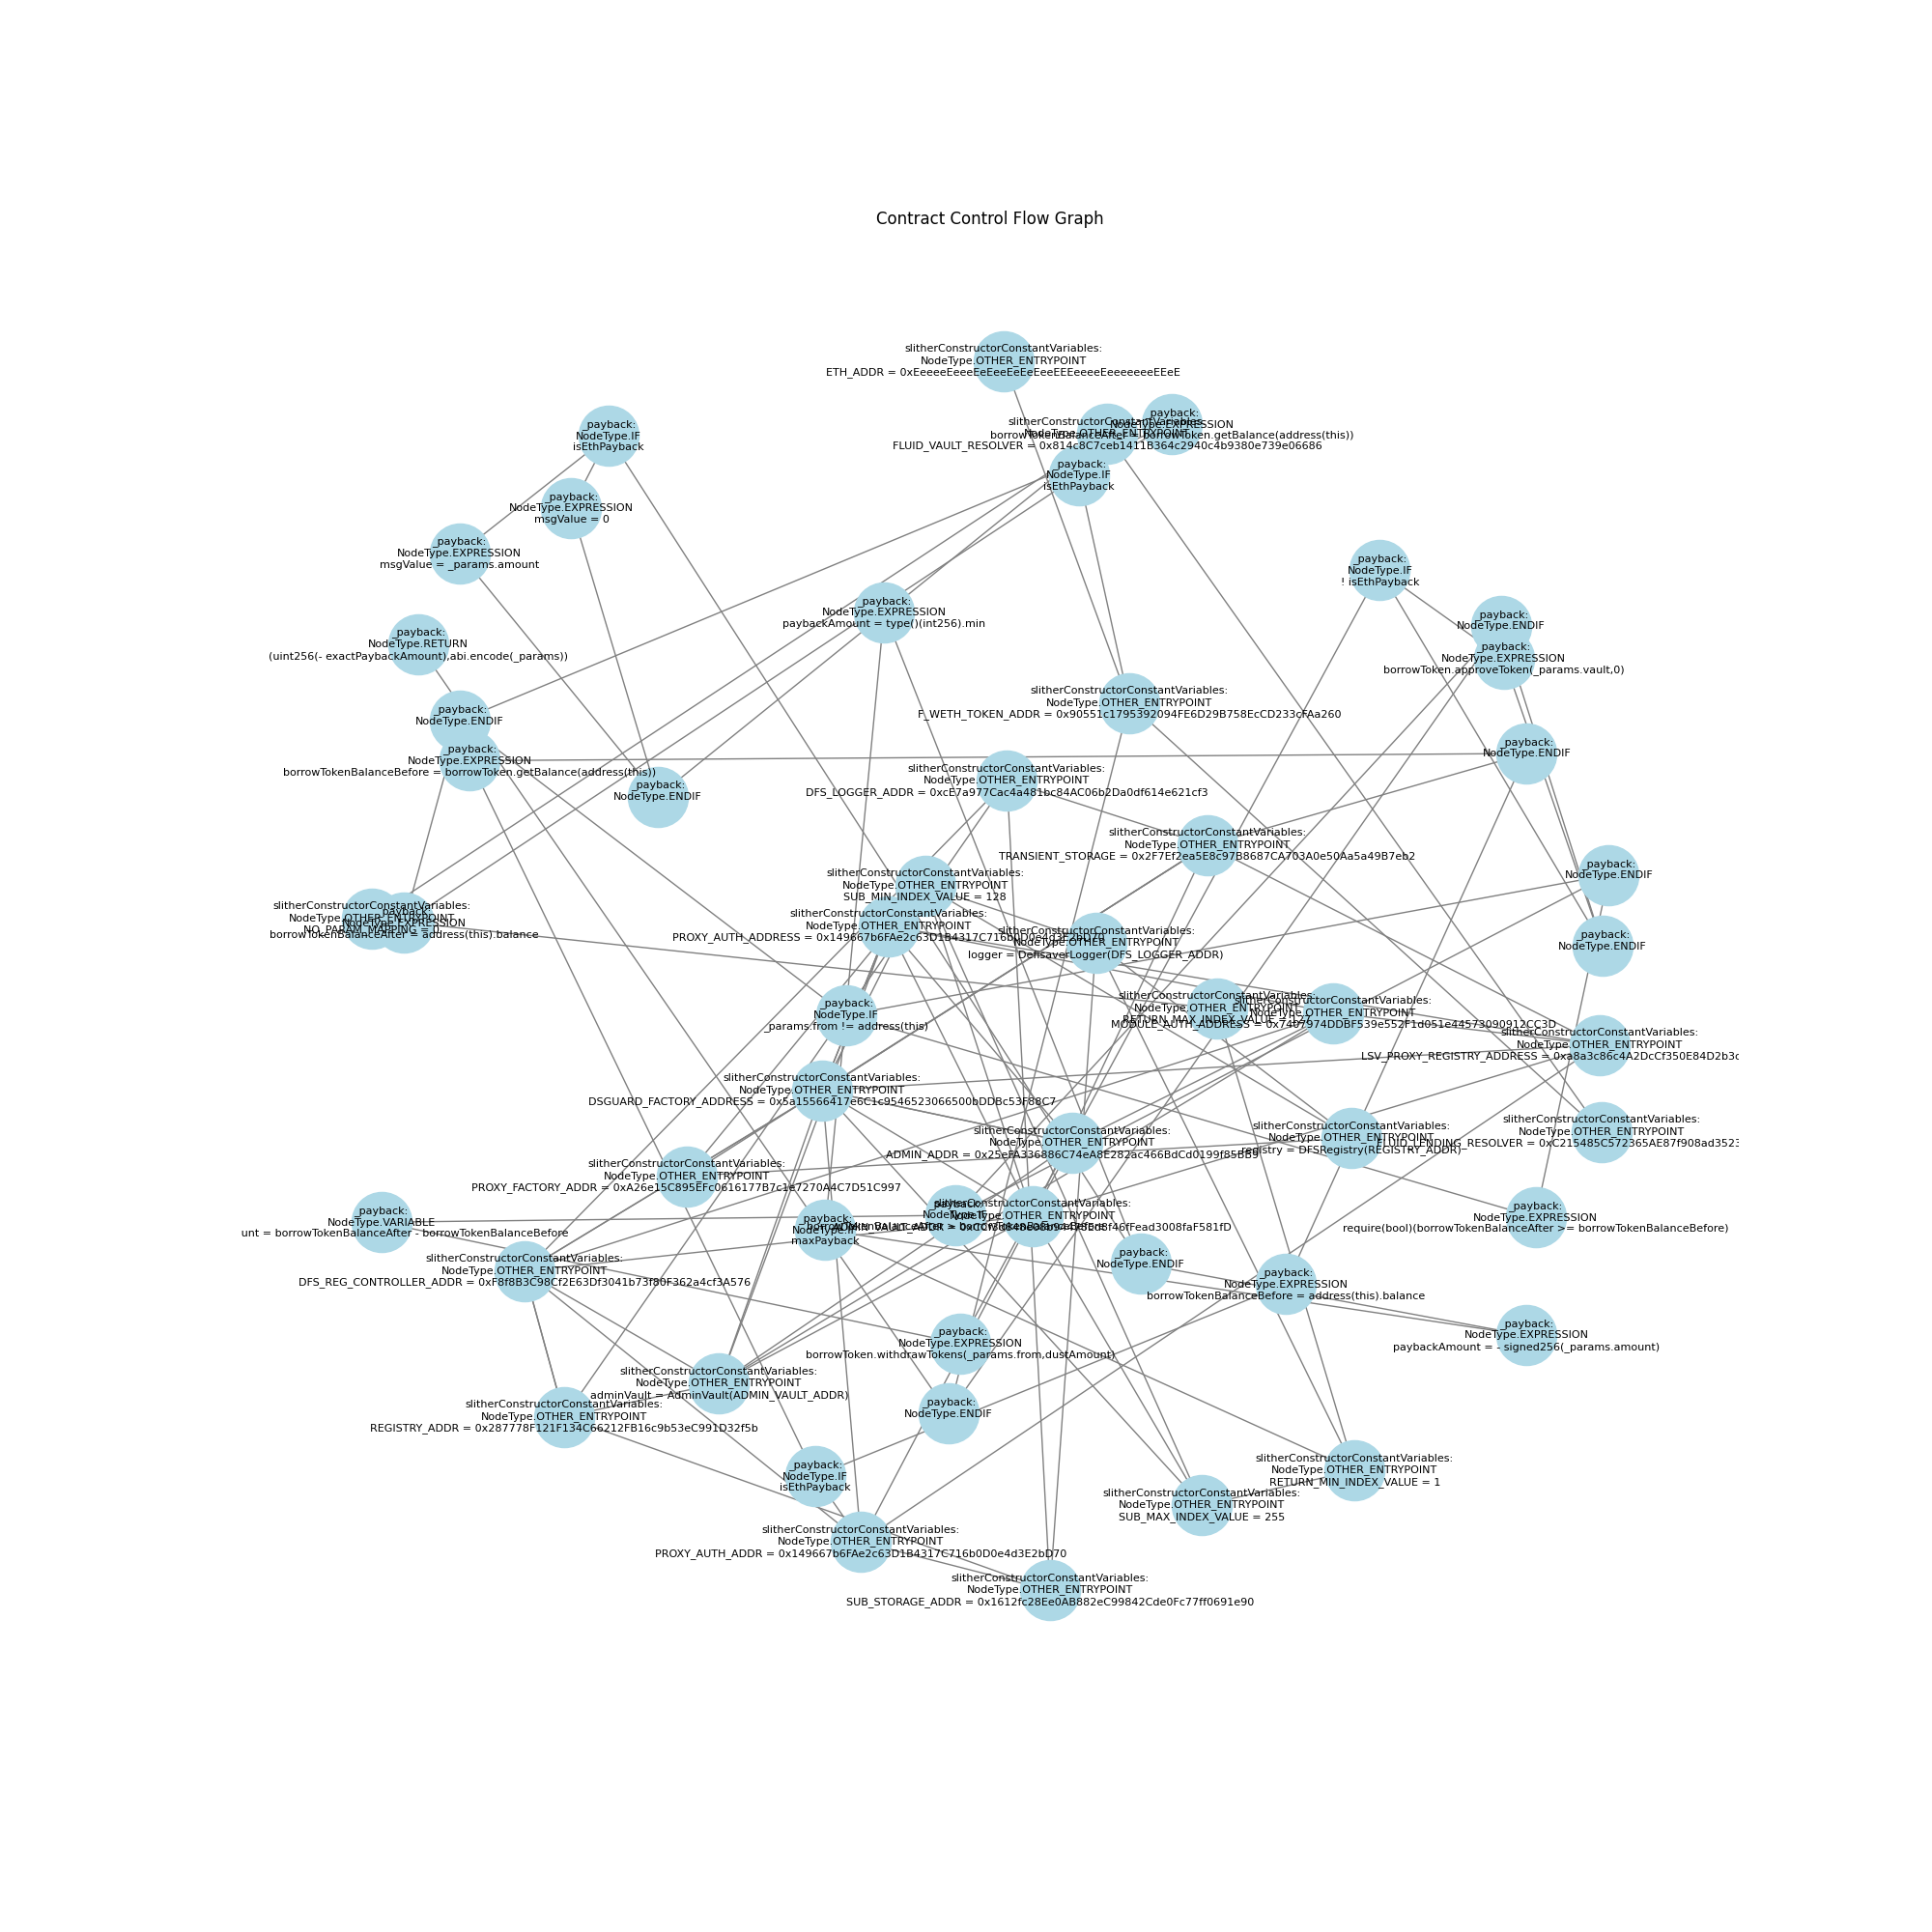 Contract Control Flow Graph
slitherConstructorConstantVariables:
NodeType.OTHER_ENTRYPOINT
ETH_ADDR = 0xEeeeeEeeeEeEeeEeEeEeeEEEeeeeEeeeeeeeEEeE
_payback:
NodeType.IF
isEthPayback
slitherConstructorConstantVariables:
NodeType.OTHER_ENTRYPOINT
FLUID_VAULT_RESOLVER = 0x814c8C7ceb1411B364c2940c4b9380e739e06686
_payback:
NodeType.EXPRESSION
borrowTokenBalanceAfter = borrowToken.getBalance(address(this))
_payback:
NodeType.IF
isEthPayback
_payback:
NodeType.EXPRESSION
msgValue = 0
_payback:
NodeType.EXPRESSION
msgValue = _params.amount
_payback:
NodeType.IF
! isEthPayback
_payback:
NodeType.EXPRESSION
paybackAmount = type()(int256).min
_payback:
NodeType.ENDIF
_payback:
NodeType.RETURN
(uint256(- exactPaybackAmount),abi.encode(_params))
_payback:
NodeType.EXPRESSION
borrowToken.approveToken(_params.vault,0)
slitherConstructorConstantVariables:
NodeType.OTHER_ENTRYPOINT
F_WETH_TOKEN_ADDR = 0x90551c1795392094FE6D29B758EcCD233cFAa260
_payback:
NodeType.ENDIF
_payback:
NodeType.EXPRESSION
borrowTokenBalanceBefore = borrowToken.getBalance(address(this))
_payback:
NodeType.ENDIF
slitherConstructorConstantVariables:
NodeType.OTHER_ENTRYPOINT
DFS_LOGGER_ADDR = 0xcE7a977Cac4a481bc84AC06b2Da0df614e621cf3
_payback:
NodeType.ENDIF
slitherConstructorConstantVariables:
NodeType.OTHER_ENTRYPOINT
TRANSIENT_STORAGE = 0x2F7Ef2ea5E8c97B8687CA703A0e50Aa5a49B7eb2
_payback:
NodeType.ENDIF
slitherConstructorConstantVariables:
NodeType.OTHER_ENTRYPOINT
SUB_MIN_INDEX_VALUE = 128
slitherConstructorConstantVariables:
NodeType.OTHER_ENTRYPOINT
NO_PARAM_MAPPING = 0
_payback:
NodeType.EXPRESSION
borrowTokenBalanceAfter = address(this).balance
slitherConstructorConstantVariables:
NodeType.OTHER_ENTRYPOINT
PROXY_AUTH_ADDRESS = 0x149667b6FAe2c63D1B4317C716b0D0e4d3E2bD70
slitherConstructorConstantVariables:
NodeType.OTHER_ENTRYPOINT
logger = DefisaverLogger(DFS_LOGGER_ADDR)
_payback:
NodeType.ENDIF
_payback:
NodeType.IF
_params.from != address(this)
slitherConstructorConstantVariables:
NodeType.OTHER_ENTRYPOINT
RETURN_MAX_INDEX_VALUE = 127
slitherConstructorConstantVariables:
NodeType.OTHER_ENTRYPOINT
MODULE_AUTH_ADDRESS = 0x7407974DDBF539e552F1d051e44573090912CC3D
slitherConstructorConstantVariables:
NodeType.OTHER_ENTRYPOINT
LSV_PROXY_REGISTRY_ADDRESS = 0xa8a3c86c4A2DcCf350E84D2b3c
slitherConstructorConstantVariables:
NodeType.OTHER_ENTRYPOINT
DSGUARD_FACTORY_ADDRESS = 0x5a15566417e6C1c9546523066500bDDBc53F88C7
slitherConstructorConstantVariables:
NodeType.OTHER_ENTRYPOINT
ADMIN_ADDR = 0x25eFA336886C74eA8E282ac466BdCd0199f85BB9
slitherConstructorConstantVariables:
NodeType.OTHER_ENTRYPOINT
registry = DFSRegistry(REGISTRY_ADDR)
slitherConstructorConstantVariables:
NodeType.OTHER_ENTRYPOINT
FLUID_LENDING_RESOLVER = 0xC215485C572365AE87f908ad3523
slitherConstructorConstantVariables:
NodeType.OTHER_ENTRYPOINT
PROXY_FACTORY_ADDR = 0xA26e15C895EFc0616177B7c1e7270A4C7D51C997
_payback:
NodeType.VARIABLE
unt = borrowTokenBalanceAfter - borrowTokenBalanceBefore
_payback:
NodeType.IF
maxPayback
_payback:
NodeType.IF
slitherConstructorConstantVariables:
NodeType.OTHER_ENTRYPOINT
_payback:
NodeType.EXPRESSION
require(bool)(borrowTokenBalanceAfter >= borrowTokenBalanceBefore)
_payback:
NodeType.ENDIF
slitherConstructorConstantVariables:
NodeType.OTHER_ENTRYPOINT
DFS_REG_CONTROLLER_ADDR = 0xF8f8B3C98Cf2E63Df3041b73f80F362a4cf3A576
_payback:
NodeType.EXPRESSION
borrowTokenBalanceBefore = address(this).balance
_payback:
NodeType.EXPRESSION
paybackAmount = - signed256(_params.amount)
_payback:
NodeType.EXPRESSION
borrowToken.withdrawTokens(_params.from,dustAmount)
slitherConstructorConstantVariables:
NodeType.OTHER_ENTRYPOINT
adminVault = AdminVault(ADMIN_VAULT_ADDR)
_payback:
NodeType.ENDIF
slitherConstructorConstantVariables:
NodeType.OTHER_ENTRYPOINT
REGISTRY_ADDR = 0x287778F121F134C66212FB16c9b53eC991D32f5b
_payback:
NodeType.IF
isEthPayback
slitherConstructorConstantVariables:
NodeType.OTHER_ENTRYPOINT
RETURN_MIN_INDEX_VALUE = 1
slitherConstructorConstantVariables:
NodeType.OTHER_ENTRYPOINT
SUB_MAX_INDEX_VALUE = 255
slitherConstructorConstantVariables:
NodeType.OTHER_ENTRYPOINT
PROXY_AUTH_ADDR = 0x149667b6FAe2c63D1B4317C716b0D0e4d3E2bD70
slitherConstructorConstantVariables:
NodeType.OTHER_ENTRYPOINT
SUB_STORAGE_ADDR = 0x1612fc28Ee0AB882eC99842Cde0Fc77ff0691e90